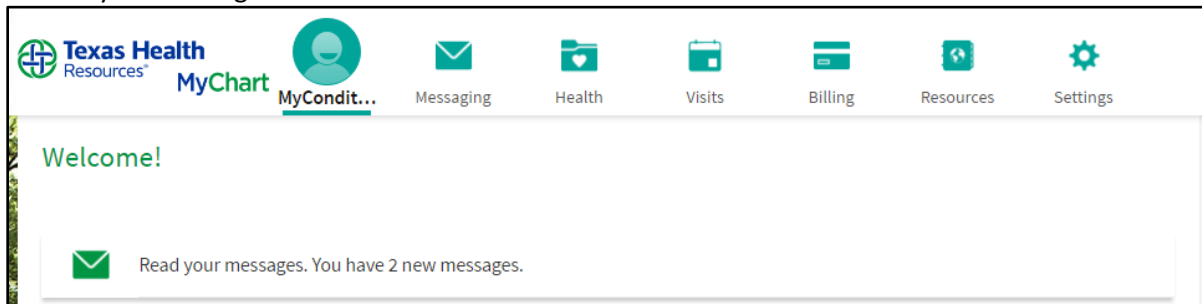 Texas Health
Resources®
MyChart
MyCondit...
Messaging
Health
Visits
Billing
Resources
Settings
Welcome!
Read your messages. You have 2 new messages.